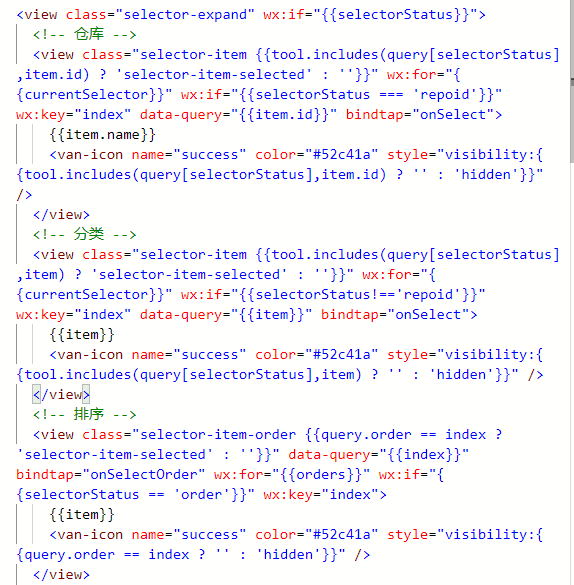 <view class="selector-expand" wx:if="{{selectorStatus}}">
<!-- 仓库 -->
<view class="selector-item {{tool.includes(query[selectorStatus]
,item.id) ? 'selector-item-selected' : ''}}" wx:for="{
{currentSelector}}" wx:if="{{selectorStatus === 'repoid'}}"
wx:key="index" data-query="{{item.id}}" bindtap="onSelect">
{{item.name}}
<van-icon name="success" color="#52c41a" style="visibility:{
{tool.includes(query[selectorStatus],item.id) ? '' : 'hidden'}}"
/>
</view>
<!-- 分类 -->
<view class="selector-item {{tool.includes(query[selectorStatus]
,item) ? 'selector-item-selected' : ''}}" wx:for="{
{currentSelector}}" wx:if="{{selectorStatus!=='repoid'}}"
wx:key="index" data-query="{{item}}" bindtap="onSelect">
{{item}}
<van-icon name="success" color="#52c41a" style="visibility:{
{tool.includes(query[selectorStatus],item) ? '' : 'hidden'}}" />
</view>
<!-- 排序 -->
<view class="selector-item-order {{query.order == index ?
'selector-item-selected' : ''}}" data-query="{{index}}"
bindtap="onSelectOrder" wx:for="{{orders}}" wx:if="{
{selectorStatus == 'order'}}" wx:key="index">
{{item}}
<van-icon name="success" color="#52c41a" style="visibility:{
{query.order == index ? '' : 'hidden'}}" />
</view>